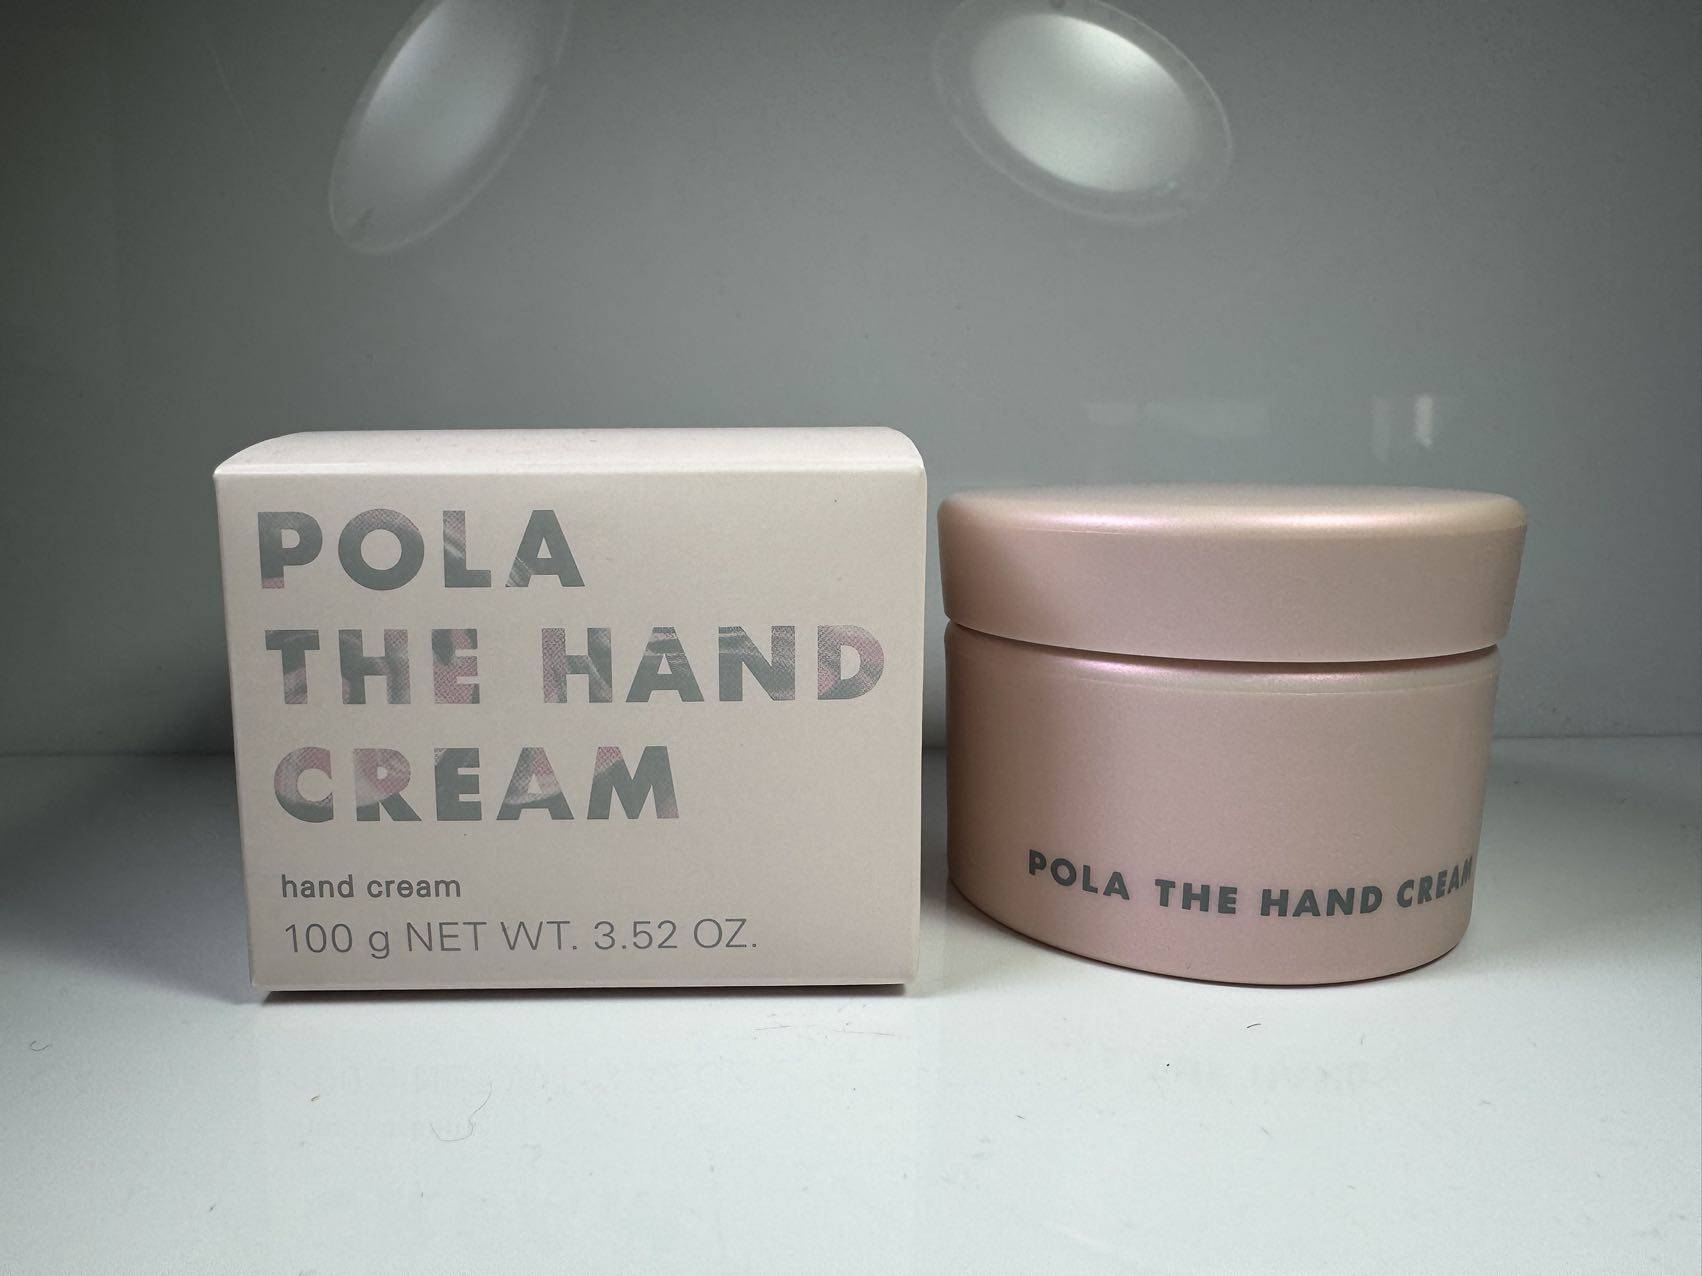 POLA
THE HAND
CREAM
hand cream
100 g NET WT. 3.52 OZ.
POLA THE HAND CREAM